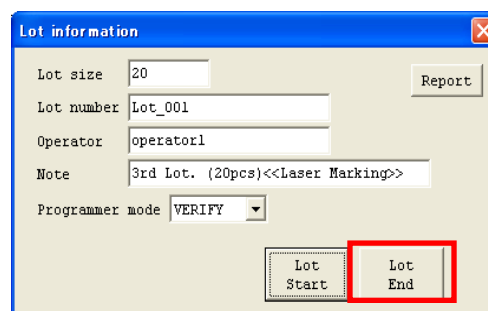 Lot information
Lot size 20
Report
Lot number Lot_001
Operator operator1
Note 3rd Lot. (20pcs)<<Laser Marking>>
Programmer mode VERIFY
Lot Start
Lot End